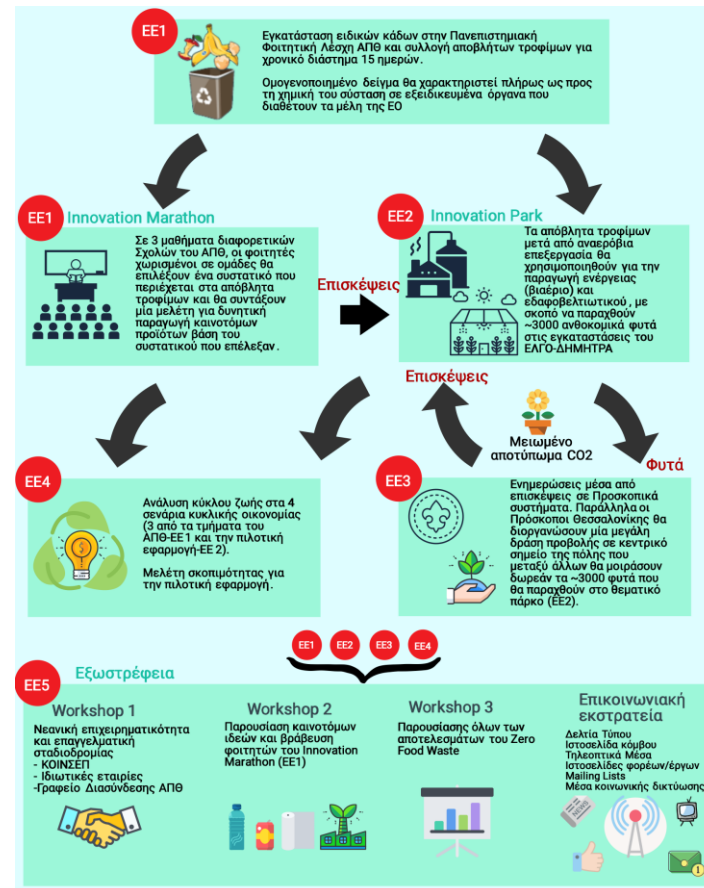 ΕΕ1
Εγκατάσταση ειδικών κάδων στην Πανεπιστημιακή
Φοιτητική Λέσχη ΑΠΘ και συλλογή αποβλήτων τροφίμων για
χρονικό διάστημα 15 ημερών.
Ομογενοποιημένο δείγμα θα χαρακτηριστεί πλήρως ως προς
τη χημική του σύσταση σε εξειδικευμένα όργανα που
διαθέτουν τα μέλη της ΕΟ
ΕΕ1
Innovation Marathon
Σε 3 μαθήματα διαφορετικών
Σχολών του ΑΠΘ, οι φοιτητές
χωρισμένοι σε ομάδες θα
επιλέξουν ένα συστατικό που
περιέχεται στα απόβλητα
τροφίμων και θα συντάξουν
μία μελέτη για δυνητική
παραγωγή καινοτόμων
προϊότων βάση του
συστατικού που επέλεξαν.
Επισκέψεις
ΕΕ2
Innovation Park
Τα απόβλητα τροφίμων
μετά από αναερόβια
επεξεργασία θα
χρησιμοποιηθούν για την
παραγωγή ενέργειας
(βιαέριο) και
εδαφοβελτιωτικού, με
σκοπό να παραχθούν
~3000 ανθοκομικά φυτά
στις εγκαταστάσεις του
ΕΛΓΟ-ΔΗΜΗΤΡΑ
Επισκέψεις
Μειωμένο
αποτύπωμα CO2
Φυτά
ΕΕ4
Ανάλυση κύκλου ζωής στα 4
σενάρια κυκλικής οικονομίας
(3 από τα τμήματα του
ΑΠΘ-ΕΕ1 και την πιλοτική
εφαρμογή-ΕΕ2).
Μελέτη σκοπιμότητας για
την πιλοτική εφαρμογή.
ΕΕ3
Ενημερώσεις μέσα από
επισκέψεις σε Προσκοπικά
συστήματα. Παράλληλα οι
Πρόσκοποι Θεσσαλονίκης θα
διοργανώσουν μία μεγάλη
δράση προβολής σε κεντρικό
σημείο της πόλης που
μεταξύ άλλων θα μοιράσουν
δωρεάν τα ~3000 φυτά που
θα παραχθούν στο θεματικό
πάρκο (ΕΕ2).
ΕΕ1 ΕΕ2 ΕΕ3 ΕΕ4
ΕΕ5
Εξωστρέφεια
Workshop 1
Νεανική επιχειρηματικότητα
και επαγγελματική
σταδιοδρομία
- ΚΟΙΝΣΕΠ
- Ιδιωτικες εταιρίες
-Γραφείο Διασύνδεσης ΑΠΘ
Workshop 2
Παρουσίαση καινοτόμων
ιδεών και βράβευση
φοιτητών του Innovation
Marathon (ΕΕ1)
Workshop 3
Παρουσίασης όλων των
αποτελεσμάτων του Zero
Food Waste
Επικοινωνιακή
εκστρατεία
Δελτία Τύπου
Ιστοσελίδα κόμβου
Τηλεοπτικά Μέσα
Ιστοσελίδες φορέων/έργων
Mailing Lists
Μέσα κοινωνικής δικτύωσης
NEWS
1